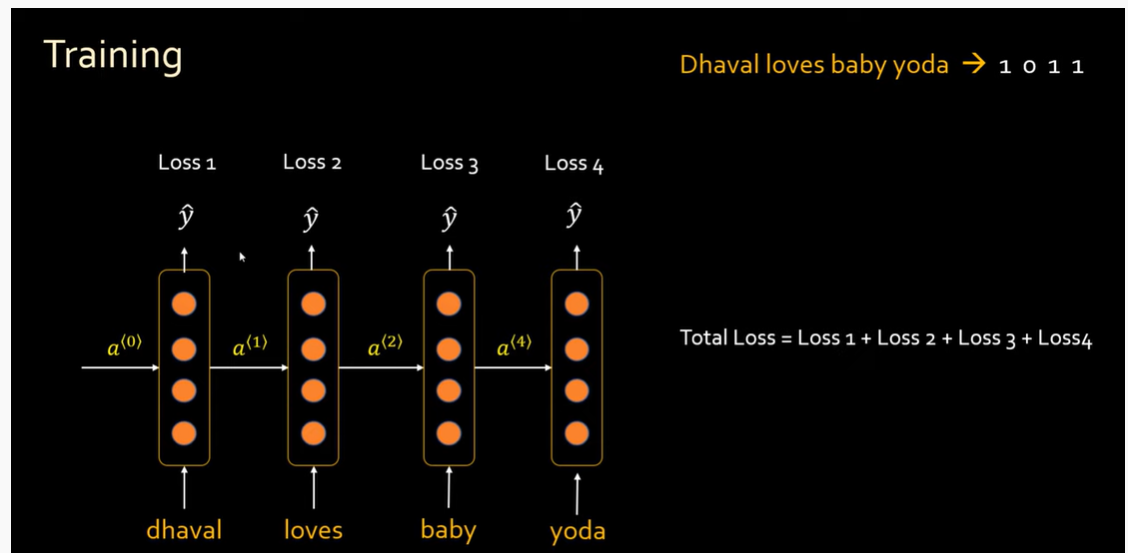 Training
Dhaval loves baby yoda → 1 0 1 1
Loss 1 Loss 2 Loss 3 Loss 4
ŷ ŷ ŷ ŷ
a⟨0⟩ a⟨1⟩ a⟨2⟩ a⟨4⟩
Total Loss = Loss 1 + Loss 2 + Loss 3 + Loss4
dhaval loves baby yoda